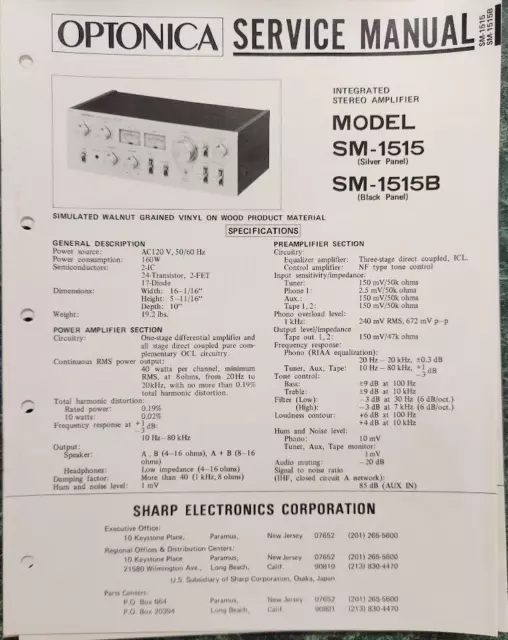 OPTONICA SERVICE MANUAL
SM-1515
SM-1515B
INTEGRATED
STEREO AMPLIFIER
MODEL
SM-1515
(Silver Panel)
SM-1515B
(Black Panel)
SIMULATED WALNUT GRAINED VINYL ON WOOD PRODUCT MATERIAL
SPECIFICATIONS
GENERAL DESCRIPTION
Power source: AC120 V, 50/60 Hz
Power consumption: 160W
Semiconductors: 2-IC
24-Transistor, 2-FET
17-Diode
Dimensions: Width: 16-1/16"
Height: 5-11/16"
Depth: 10"
Weight: 19.2 lbs.
POWER AMPLIFIER SECTION
Circuitry: One-stage differential amplifier and
all stage direct coupled pure com-
plementary OCL circuitry.
Continuous RMS power output:
40 watts per channel, minimum
RMS, at 8 ohms, from 20Hz to
20kHz, with no more than 0.19%
total harmonic distortion.
Total harmonic distortion:
Rated power: 0.19%
10 watts: 0.02%
Frequency response at +1 -3 dB:
10 Hz–80 kHz
Output:
Speaker: A, B (4–16 ohms), A + B (8–16
ohms)
Headphones: Low impedance (4–16 ohms)
Damping factor: More than 40 (1 kHz, 8 ohms)
Hum and noise level: 1 mV
PREAMPLIFIER SECTION
Circuitry:
Equalizer amplifier: Three-stage direct coupled, ICL.
Control amplifier: NF type tone control
Input sensitivity/impedance:
Tuner: 150 mV/50k ohms
Phono 1: 2.5 mV/50k ohms
Aux.: 150 mV/50k ohms
Tape 1, 2: 150 mV/50k ohms
Phono overload level:
1 kHz: 240 mV RMS, 672 mV p–p
Output level/impedance
Tape out 1, 2: 150 mV/47k ohms
Frequency response:
Phono (RIAA equalization):
20 Hz – 20 kHz, ±0.3 dB
Tuner, Aux, Tape: 10 Hz – 80 kHz, +1 -3 dB
Tone control:
Bass: ±9 dB at 100 Hz
Treble: ±9 dB at 10 kHz
Filter (Low): –3 dB at 30 Hz (6 dB/oct.)
(High): –3 dB at 7 kHz (6 dB/oct.)
Loudness contour: +6 dB at 100 Hz
+4 dB at 10 kHz
Hum and Noise level:
Phono: 10 mV
Tuner, Aux, Tape monitor:
1 mV
Audio muting: –20 dB
Signal to noise ratio
(IHF, closed circuit A network):
85 dB (AUX IN)
SHARP ELECTRONICS CORPORATION
Executive Office:
10 Keystone Place, Paramus, New Jersey 07652 (201) 265-5600
Regional Offices & Distribution Centers:
10 Keystone Place Paramus, New Jersey 07652 (201) 265-5600
21580 Wilmington Ave., Long Beach, Calif. 90810 (213) 830-4470
U.S. Subsidiary of Sharp Corporation, Osaka, Japan
Parts Centers:
P.O. Box 664 Paramus, New Jersey 07652 (201) 265-5600
P.O. Box 20394 Long Beach, Calif. 90801 (213) 830-4470